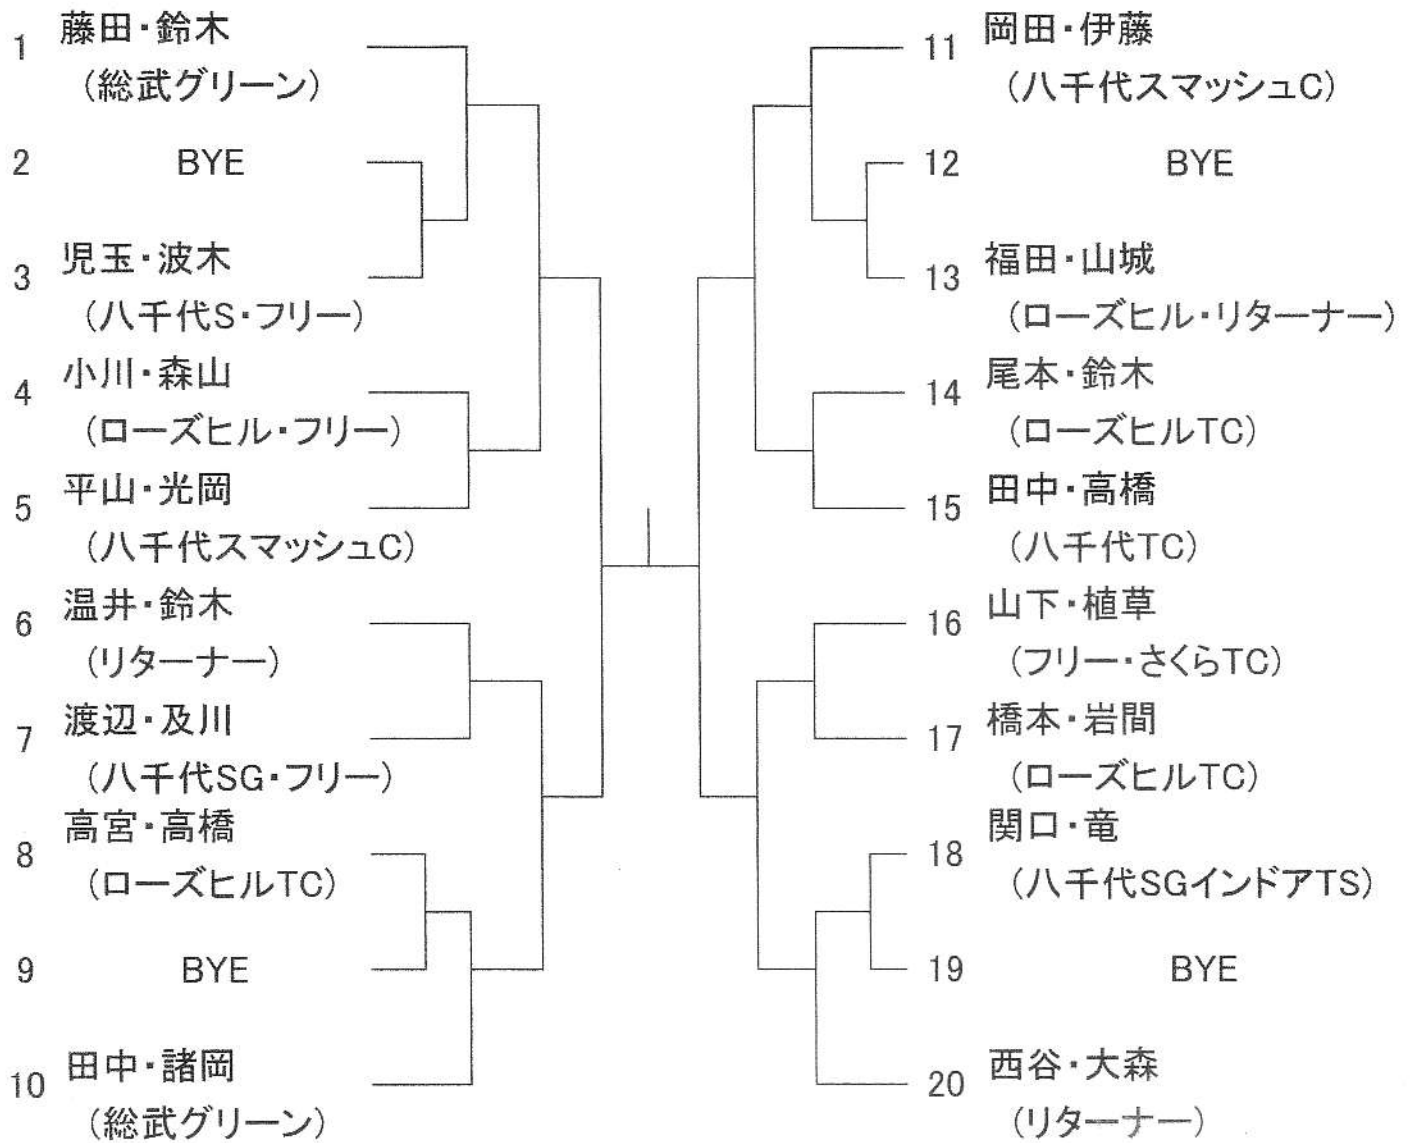 1
藤田・鈴木
(総武グリーン)
2
BYE
3
児玉・波木
(八千代S・フリー)
4
小川・森山
(ローズヒル・フリー)
5
平山・光岡
(八千代スマッシュC)
6
温井・鈴木
(リターナー)
7
渡辺・及川
(八千代SG・フリー)
8
高宮・高橋
(ローズヒルTC)
9
BYE
10
田中・諸岡
(総武グリーン)
11
岡田・伊藤
(八千代スマッシュC)
12
BYE
13
福田・山城
(ローズヒル・リターナー)
14
尾本・鈴木
(ローズヒルTC)
15
田中・高橋
(八千代TC)
16
山下・植草
(フリー・さくらTC)
17
橋本・岩間
(ローズヒルTC)
18
関口・竜
(八千代SGインドアTS)
19
BYE
20
西谷・大森
(リターナー)